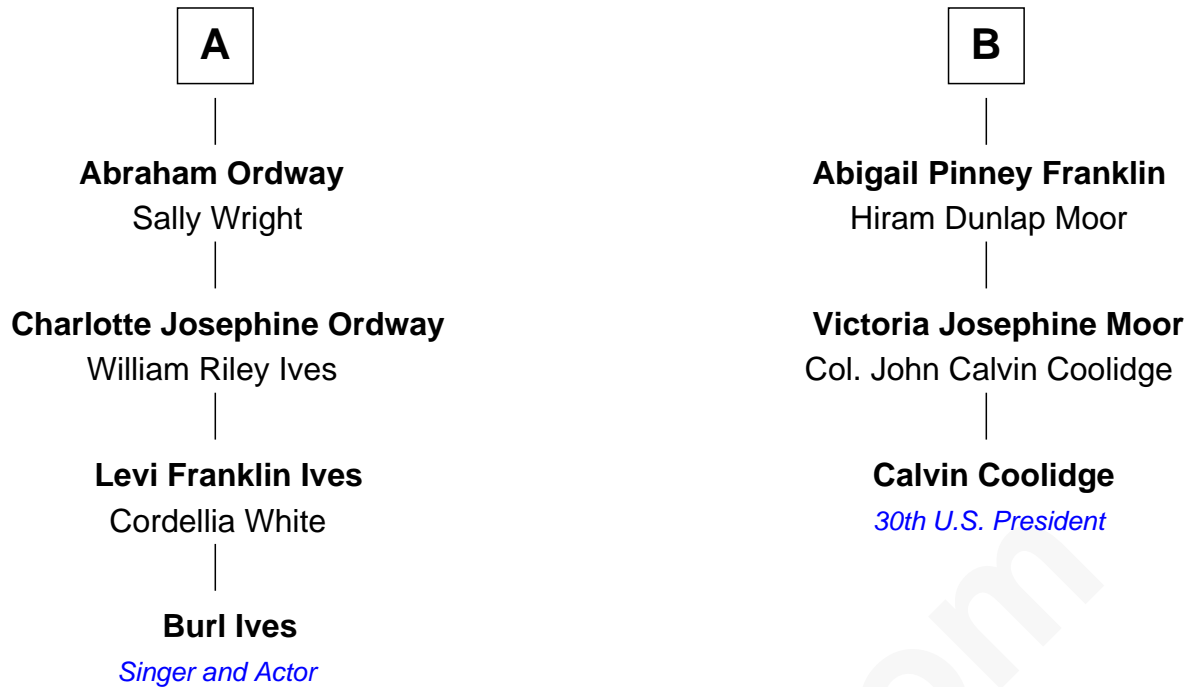 A
Abraham Ordway
Sally Wright
Charlotte Josephine Ordway
William Riley Ives
Levi Franklin Ives
Cordellia White
Burl Ives
Singer and Actor
B
Abigail Pinney Franklin
Hiram Dunlap Moor
Victoria Josephine Moor
Col. John Calvin Coolidge
Calvin Coolidge
30th U.S. President
om